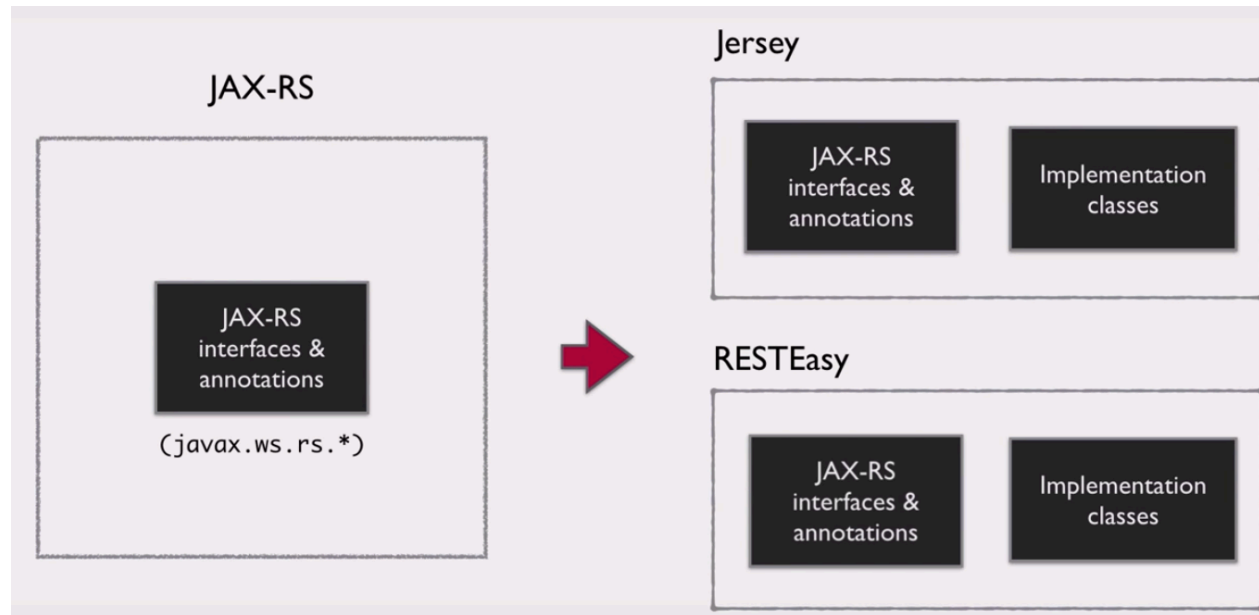 JAX-RS
JAX-RS
interfaces &
annotations
(javax.ws.rs.*)
Jersey
JAX-RS
interfaces &
annotations
Implementation
classes
RESTEasy
JAX-RS
interfaces &
annotations
Implementation
classes